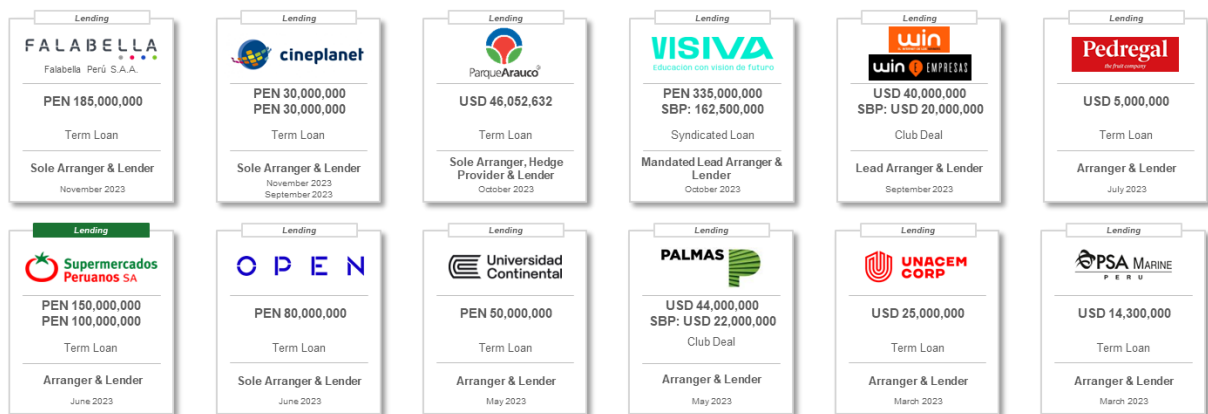 Lending
FALABELLA
Falabella Perú S.A.A.
PEN 185,000,000
Term Loan
Sole Arranger & Lender
November 2023
Lending
cineplanet
PEN 30,000,000
PEN 30,000,000
Term Loan
Sole Arranger & Lender
November 2023
September 2023
Lending
ParqueArauco®
USD 46,052,632
Term Loan
Sole Arranger, Hedge
Provider & Lender
October 2023
Lending
VISIVA
Educación con visión de futuro
PEN 335,000,000
SBP: 162,500,000
Syndicated Loan
Mandated Lead Arranger &
Lender
October 2023
Lending
win
win EMPRESAS
USD 40,000,000
SBP: USD 20,000,000
Club Deal
Lead Arranger & Lender
September 2023
Lending
Pedregal
the fruit company
USD 5,000,000
Term Loan
Arranger & Lender
July 2023
Lending
Supermercados
Peruanos SA
PEN 150,000,000
PEN 100,000,000
Term Loan
Arranger & Lender
June 2023
Lending
OPEN
PEN 80,000,000
Term Loan
Sole Arranger & Lender
June 2023
Lending
Universidad
Continental
PEN 50,000,000
Term Loan
Arranger & Lender
May 2023
Lending
PALMAS
USD 44,000,000
SBP: USD 22,000,000
Club Deal
Arranger & Lender
May 2023
Lending
UNACEM
CORP
USD 25,000,000
Term Loan
Arranger & Lender
March 2023
Lending
PSA MARINE
PERU
USD 14,300,000
Term Loan
Arranger & Lender
March 2023